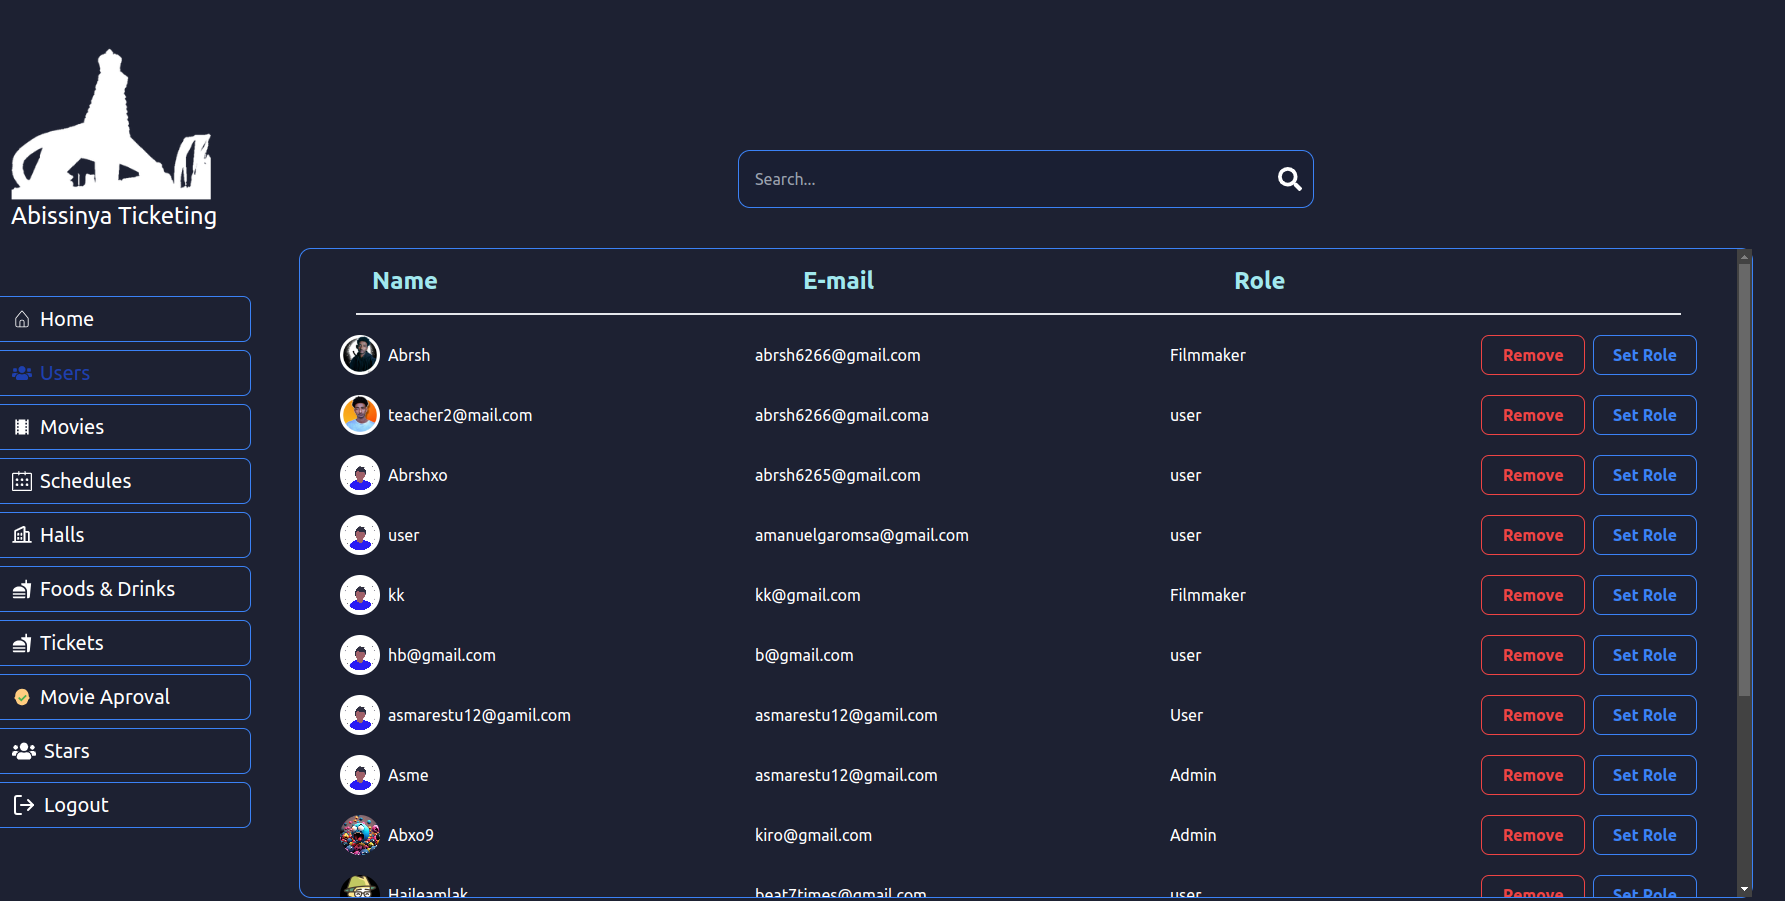 Abissinya Ticketing
Search...
Home
Users
Movies
Schedules
Halls
Foods & Drinks
Tickets
Movie Aproval
Stars
Logout
Name E-mail Role
Abrsh abrsh6266@gmail.com Filmmaker Remove Set Role
teacher2@mail.com abrsh6266@gmail.coma user Remove Set Role
Abrshxo abrsh6265@gmail.com user Remove Set Role
user amanuelgaromsa@gmail.com user Remove Set Role
kk kk@gmail.com Filmmaker Remove Set Role
hb@gmail.com b@gmail.com user Remove Set Role
asmarestu12@gamil.com asmarestu12@gamil.com User Remove Set Role
Asme asmarestu12@gmail.com Admin Remove Set Role
Abxo9 kiro@gmail.com Admin Remove Set Role
Haileamlak beat7times@gmail.com user Remove Set Role